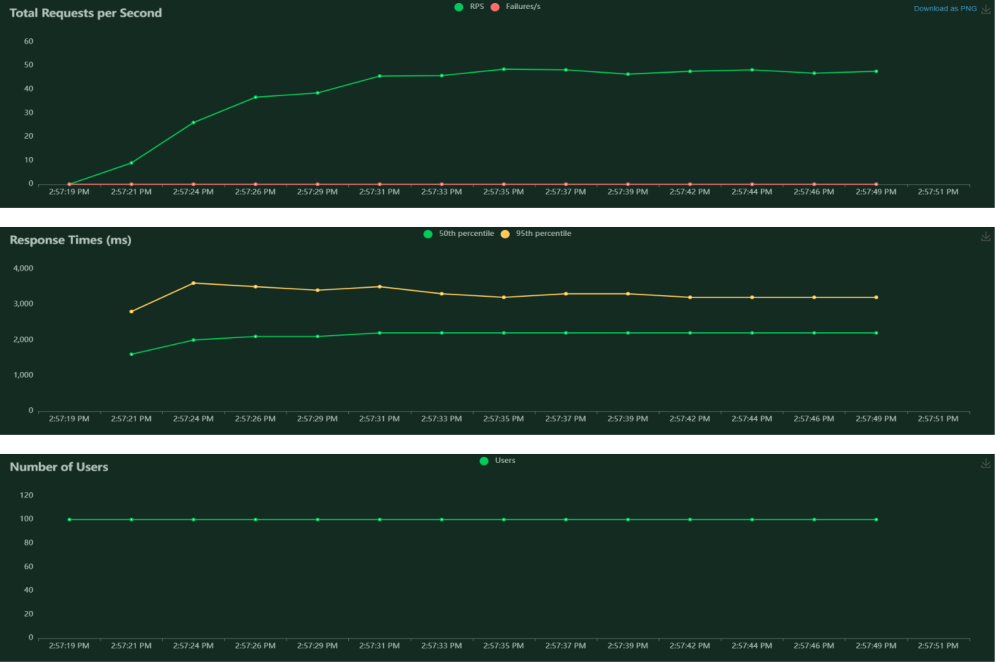 Total Requests per Second
RPS Failures/s
Download as PNG
60
50
40
30
20
10
0
2:57:19 PM 2:57:21 PM 2:57:24 PM 2:57:26 PM 2:57:29 PM 2:57:31 PM 2:57:33 PM 2:57:35 PM 2:57:37 PM 2:57:39 PM 2:57:42 PM 2:57:44 PM 2:57:46 PM 2:57:49 PM 2:57:51 PM
Response Times (ms)
50th percentile 95th percentile
4,000
3,000
2,000
1,000
0
2:57:19 PM 2:57:21 PM 2:57:24 PM 2:57:26 PM 2:57:29 PM 2:57:31 PM 2:57:33 PM 2:57:35 PM 2:57:37 PM 2:57:39 PM 2:57:42 PM 2:57:44 PM 2:57:46 PM 2:57:49 PM 2:57:51 PM
Number of Users
Users
120
100
80
60
40
20
0
2:57:19 PM 2:57:21 PM 2:57:24 PM 2:57:26 PM 2:57:29 PM 2:57:31 PM 2:57:33 PM 2:57:35 PM 2:57:37 PM 2:57:39 PM 2:57:42 PM 2:57:44 PM 2:57:46 PM 2:57:49 PM 2:57:51 PM